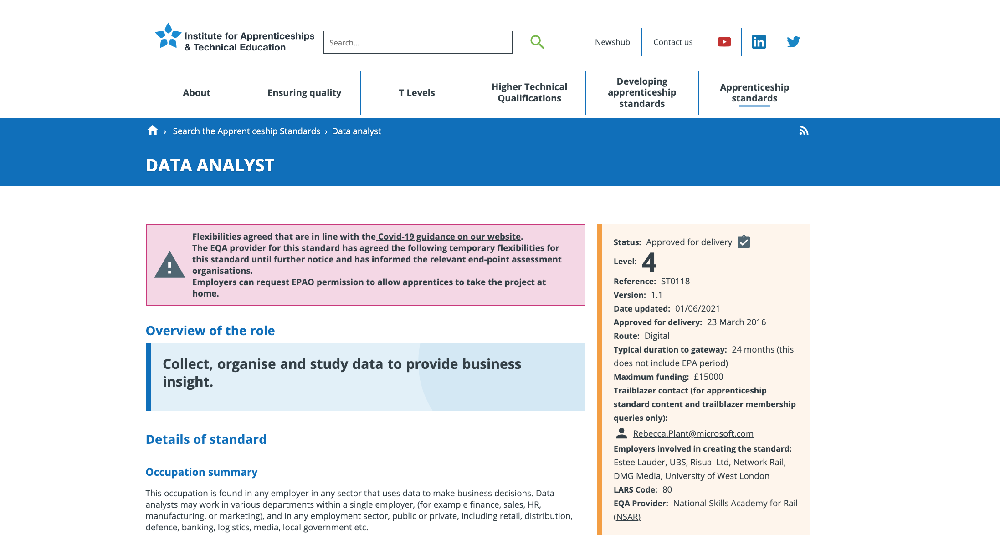 Institute for Apprenticeships
& Technical Education
Search...
Newshub
Contact us
About
Ensuring quality
T Levels
Higher Technical
Qualifications
Developing
apprenticeship
standards
Apprenticeship
standards
› Search the Apprenticeship Standards › Data analyst
DATA ANALYST
Flexibilities agreed that are in line with the Covid-19 guidance on our website.
The EQA provider for this standard has agreed the following temporary flexibilities for
this standard until further notice and has informed the relevant end-point assessment
organisations.
Employers can request EPAO permission to allow apprentices to take the project at
home.
Overview of the role
Collect, organise and study data to provide business
insight.
Details of standard
Occupation summary
This occupation is found in any employer in any sector that uses data to make business decisions. Data
analysts may work in various departments within a single employer, (for example finance, sales, HR,
manufacturing, or marketing), and in any employment sector, public or private, including retail, distribution,
defence, banking, logistics, media, local government etc.
Status: Approved for delivery
Level: 4
Reference: ST0118
Version: 1.1
Date updated: 01/06/2021
Approved for delivery: 23 March 2016
Route: Digital
Typical duration to gateway: 24 months (this
does not include EPA period)
Maximum funding: £15000
Trailblazer contact (for apprenticeship
standard content and trailblazer membership
queries only):
Rebecca.Plant@microsoft.com
Employers involved in creating the standard:
Estee Lauder, UBS, Risual Ltd, Network Rail,
DMG Media, University of West London
LARS Code: 80
EQA Provider: National Skills Academy for Rail
(NSAR)